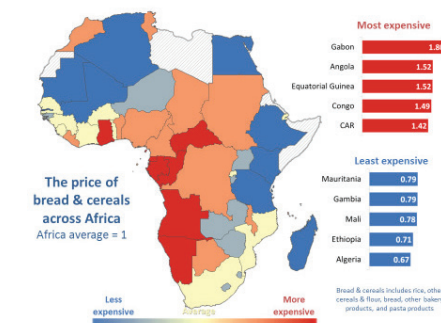 Most expensive
Gabon
Angola 1.52
Equatorial Guinea 1.52
Congo 1.49
CAR 1.42
Least expensive
Mauritania 0.79
Gambia 0.79
Mali 0.78
Ethiopia 0.71
Algeria 0.67
The price of
bread & cereals
across Africa
Africa average = 1
Less
expensive
Average
More
expensive
Bread & cereals includes rice, other
cereals & flour, bread, other baker
products, and pasta products